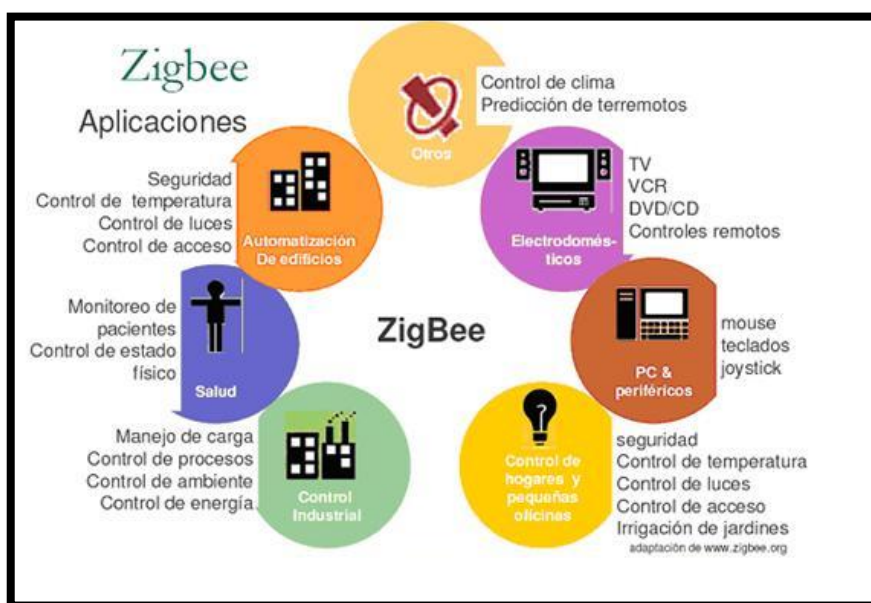 Zigbee
Aplicaciones
Control de clima
Predicción de terremotos
Otros
TV
VCR
DVD/CD
Controles remotos
Electrodomés-
ticos
mouse
teclados
joystick
PC &
periféricos
seguridad
Control de temperatura
Control de luces
Control de acceso
Irrigación de jardines
Control de
hogares y
pequeñas
oficinas
adaptación de www.zigbee.org
Manejo de carga
Control de procesos
Control de ambiente
Control de energía
Control
Industrial
Monitoreo de
pacientes
Control de estado
físico
Salud
Seguridad
Control de temperatura
Control de luces
Control de acceso
Automatización
De edificios
ZigBee